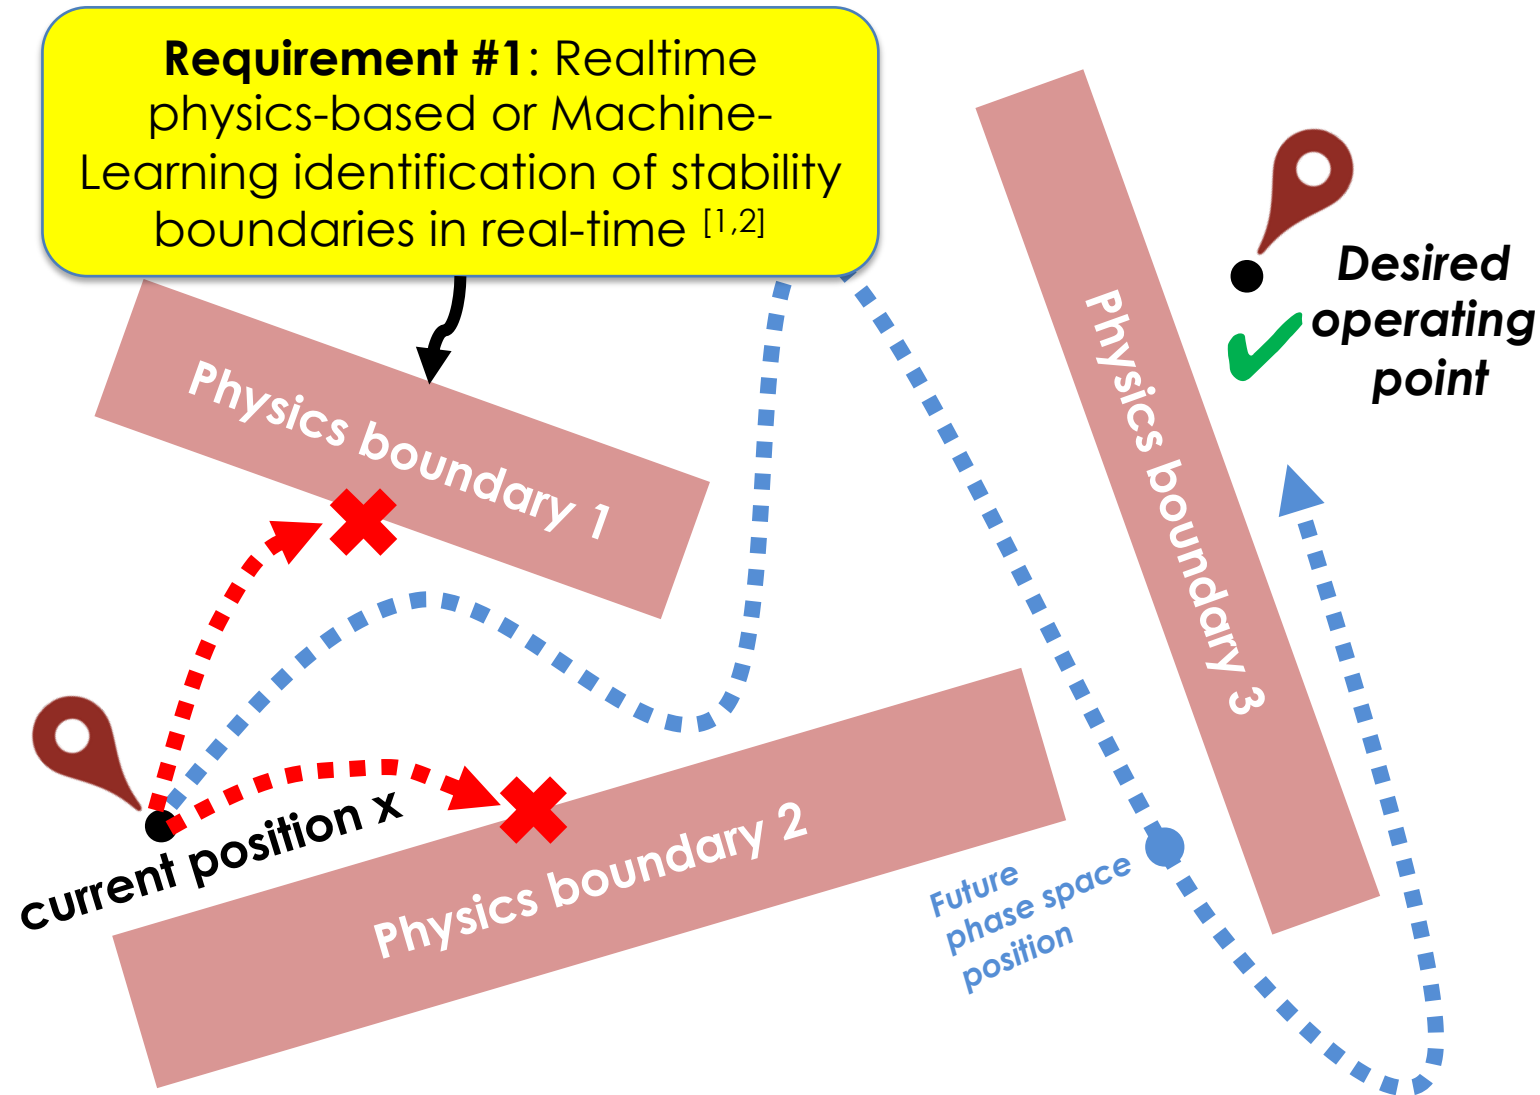 Requirement #1: Realtime
physics-based or Machine-
Learning identification of stability
boundaries in real-time [1,2]
Desired
operating
point
Physics boundary 1
Physics boundary 3
current position x
Physics boundary 2
Future
phase space
position